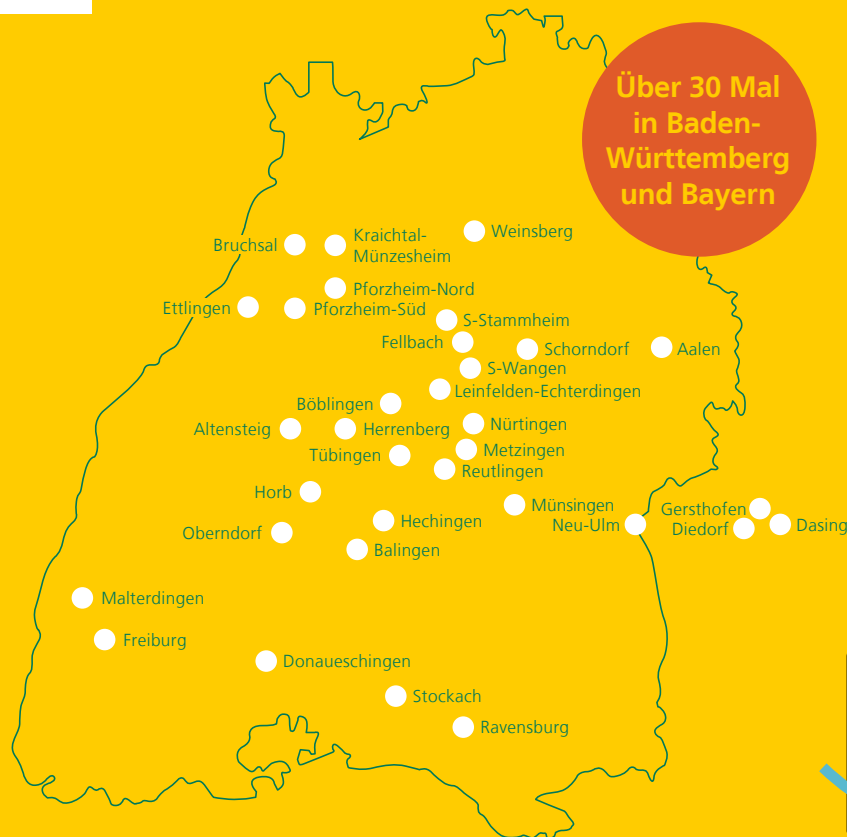 Über 30 Mal
in Baden-
Württemberg
und Bayern
Weinsberg
Bruchsal
Kraichtal-
Münzesheim
Pforzheim-Nord
Ettlingen
Pforzheim-Süd
S-Stammheim
Fellbach
Schorndorf
Aalen
S-Wangen
Leinfelden-Echterdingen
Böblingen
Altensteig
Herrenberg
Nürtingen
Tübingen
Metzingen
Reutlingen
Horb
Münsingen
Gersthofen
Oberndorf
Hechingen
Neu-Ulm
Diedorf
Dasing
Balingen
Malterdingen
Freiburg
Donaueschingen
Stockach
Ravensburg